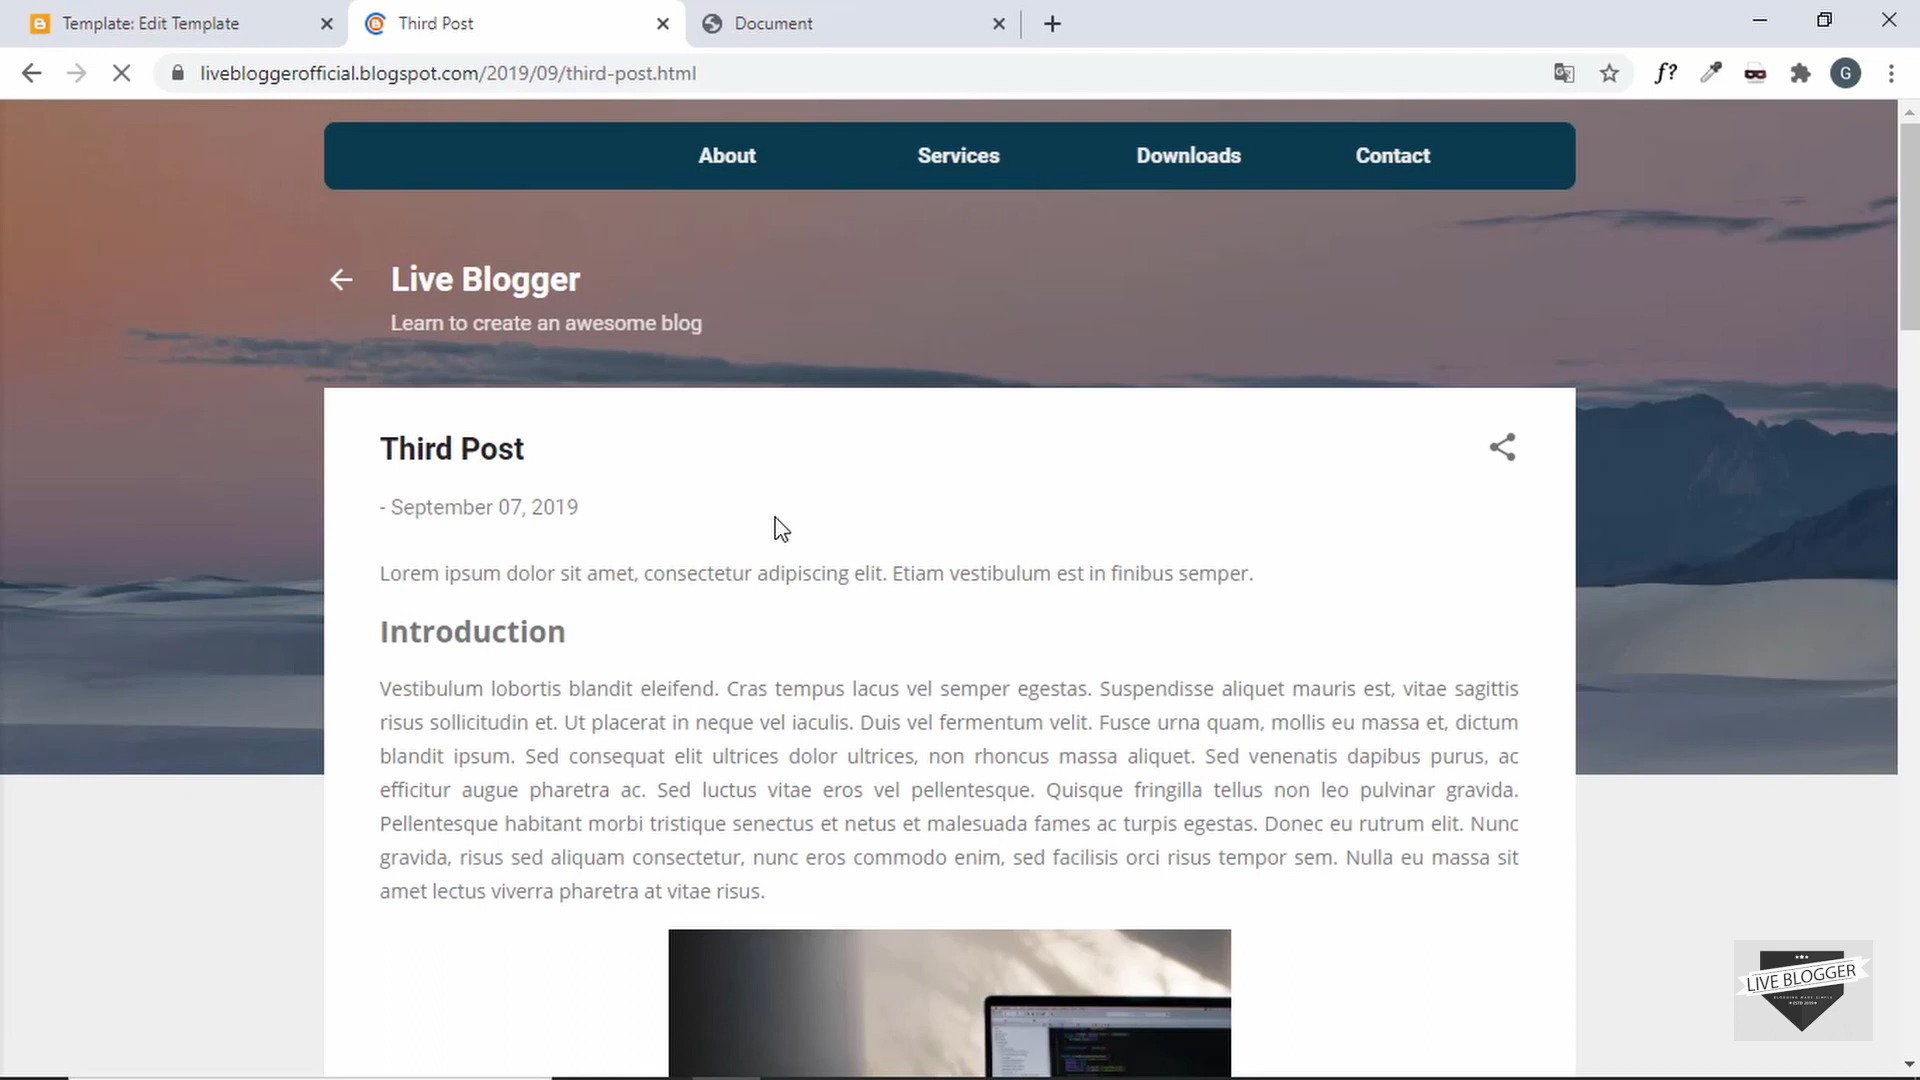 Template: Edit Template
Third Post
Document
livebloggerofficial.blogspot.com/2019/09/third-post.html
f?
G
About
Services
Downloads
Contact
Live Blogger
Learn to create an awesome blog
Third Post
- September 07, 2019
Lorem ipsum dolor sit amet, consectetur adipiscing elit. Etiam vestibulum est in finibus semper.
Introduction
Vestibulum lobortis blandit eleifend. Cras tempus lacus vel semper egestas. Suspendisse aliquet mauris est, vitae sagittis
risus sollicitudin et. Ut placerat in neque vel iaculis. Duis vel fermentum velit. Fusce urna quam, mollis eu massa et, dictum
blandit ipsum. Sed consequat elit ultrices dolor ultrices, non rhoncus massa aliquet. Sed venenatis dapibus purus, ac
efficitur augue pharetra ac. Sed luctus vitae eros vel pellentesque. Quisque fringilla tellus non leo pulvinar gravida.
Pellentesque habitant morbi tristique senectus et netus et malesuada fames ac turpis egestas. Donec eu rutrum elit. Nunc
gravida, risus sed aliquam consectetur, nunc eros commodo enim, sed facilisis orci risus tempor sem. Nulla eu massa sit
amet lectus viverra pharetra at vitae risus.
LIVE BLOGGER